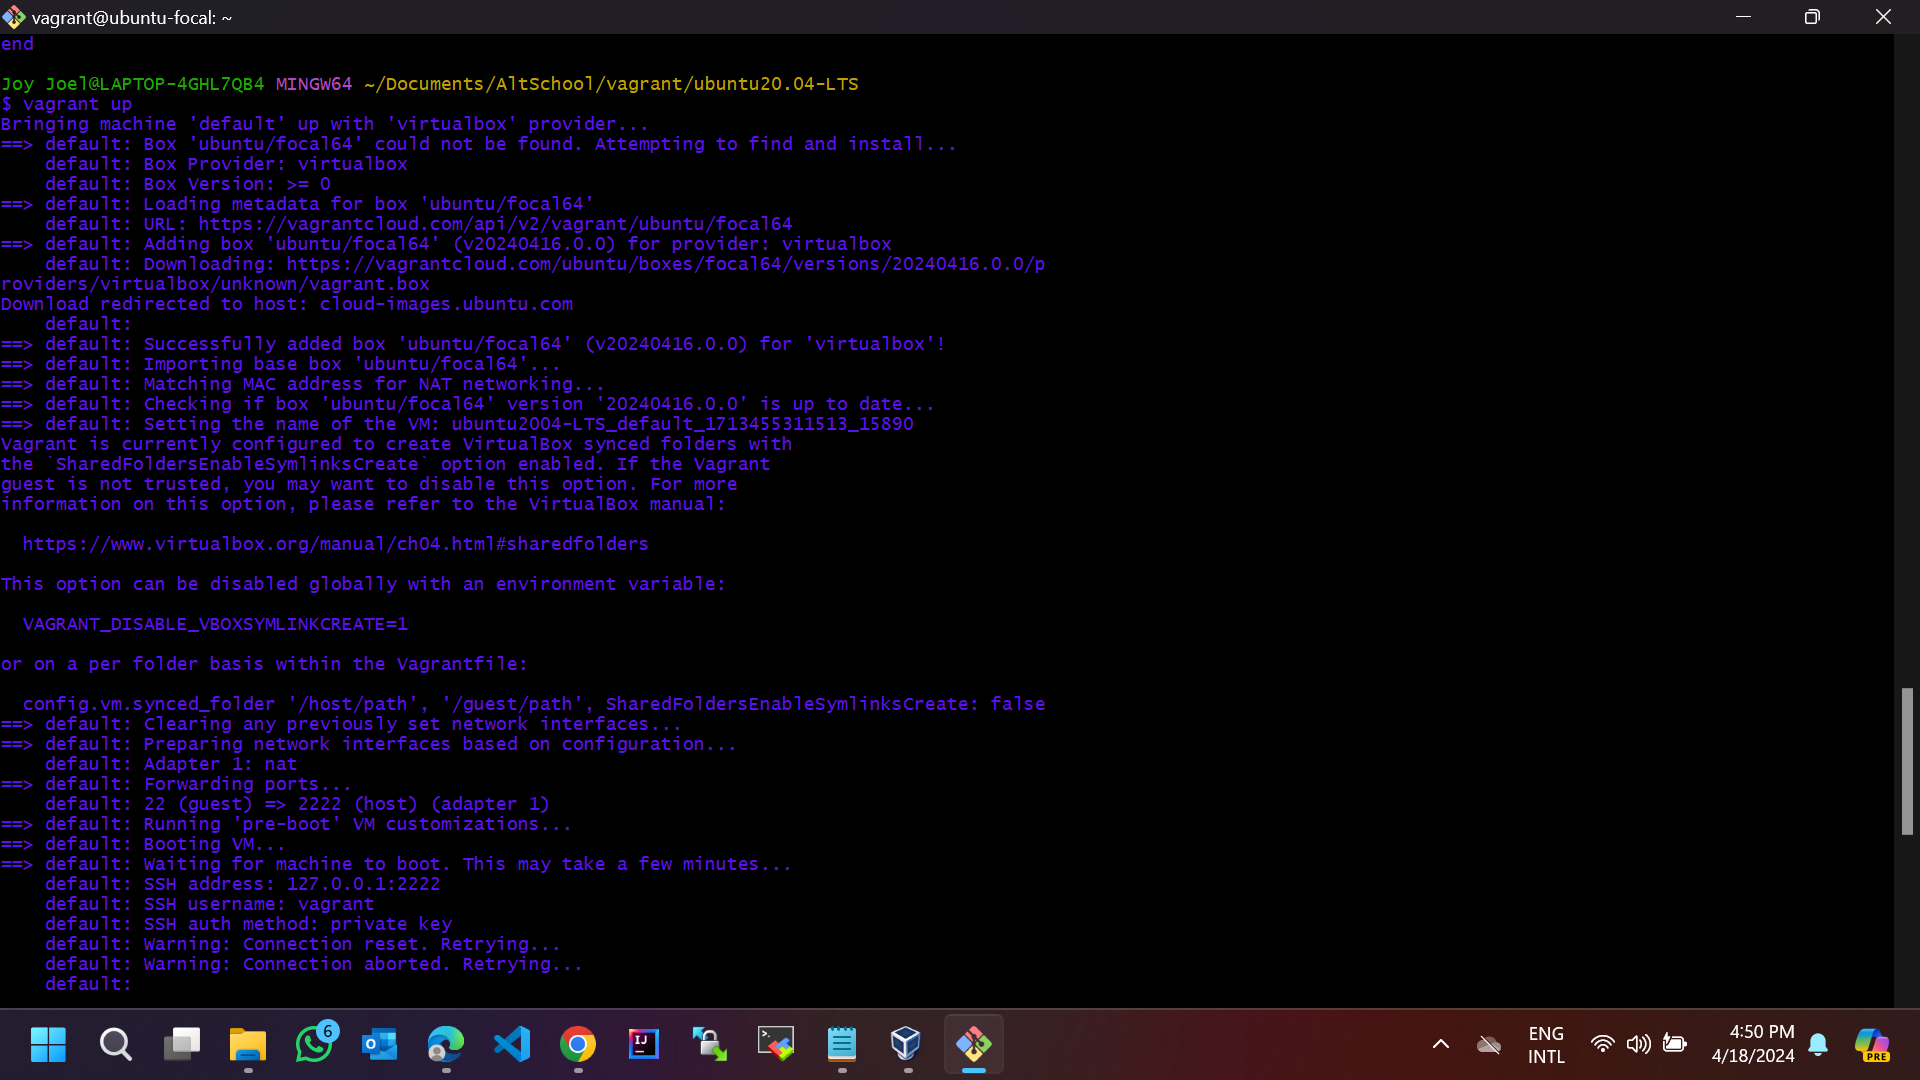 vagrant@ubuntu-focal: ~
end
Joy Joel@LAPTOP-4GHL7QB4 MINGW64 ~/Documents/AltSchool/vagrant/ubuntu20.04-LTS
$ vagrant up
Bringing machine 'default' up with 'virtualbox' provider...
==> default: Box 'ubuntu/focal64' could not be found. Attempting to find and install...
    default: Box Provider: virtualbox
    default: Box Version: >= 0
==> default: Loading metadata for box 'ubuntu/focal64'
    default: URL: https://vagrantcloud.com/api/v2/vagrant/ubuntu/focal64
==> default: Adding box 'ubuntu/focal64' (v20240416.0.0) for provider: virtualbox
    default: Downloading: https://vagrantcloud.com/ubuntu/boxes/focal64/versions/20240416.0.0/p
roviders/virtualbox/unknown/vagrant.box
Download redirected to host: cloud-images.ubuntu.com
    default:
==> default: Successfully added box 'ubuntu/focal64' (v20240416.0.0) for 'virtualbox'!
==> default: Importing base box 'ubuntu/focal64'...
==> default: Matching MAC address for NAT networking...
==> default: Checking if box 'ubuntu/focal64' version '20240416.0.0' is up to date...
==> default: Setting the name of the VM: ubuntu2004-LTS_default_1713455311513_15890
Vagrant is currently configured to create VirtualBox synced folders with
the `SharedFoldersEnableSymlinksCreate` option enabled. If the Vagrant
guest is not trusted, you may want to disable this option. For more
information on this option, please refer to the VirtualBox manual:
  https://www.virtualbox.org/manual/ch04.html#sharedfolders
This option can be disabled globally with an environment variable:
  VAGRANT_DISABLE_VBOXSYMLINKCREATE=1
or on a per folder basis within the Vagrantfile:
  config.vm.synced_folder '/host/path', '/guest/path', SharedFoldersEnableSymlinksCreate: false
==> default: Clearing any previously set network interfaces...
==> default: Preparing network interfaces based on configuration...
    default: Adapter 1: nat
==> default: Forwarding ports...
    default: 22 (guest) => 2222 (host) (adapter 1)
==> default: Running 'pre-boot' VM customizations...
==> default: Booting VM...
==> default: Waiting for machine to boot. This may take a few minutes...
    default: SSH address: 127.0.0.1:2222
    default: SSH username: vagrant
    default: SSH auth method: private key
    default: Warning: Connection reset. Retrying...
    default: Warning: Connection aborted. Retrying...
    default:
6
IJ
ENG
INTL
4:50 PM
4/18/2024
PRE